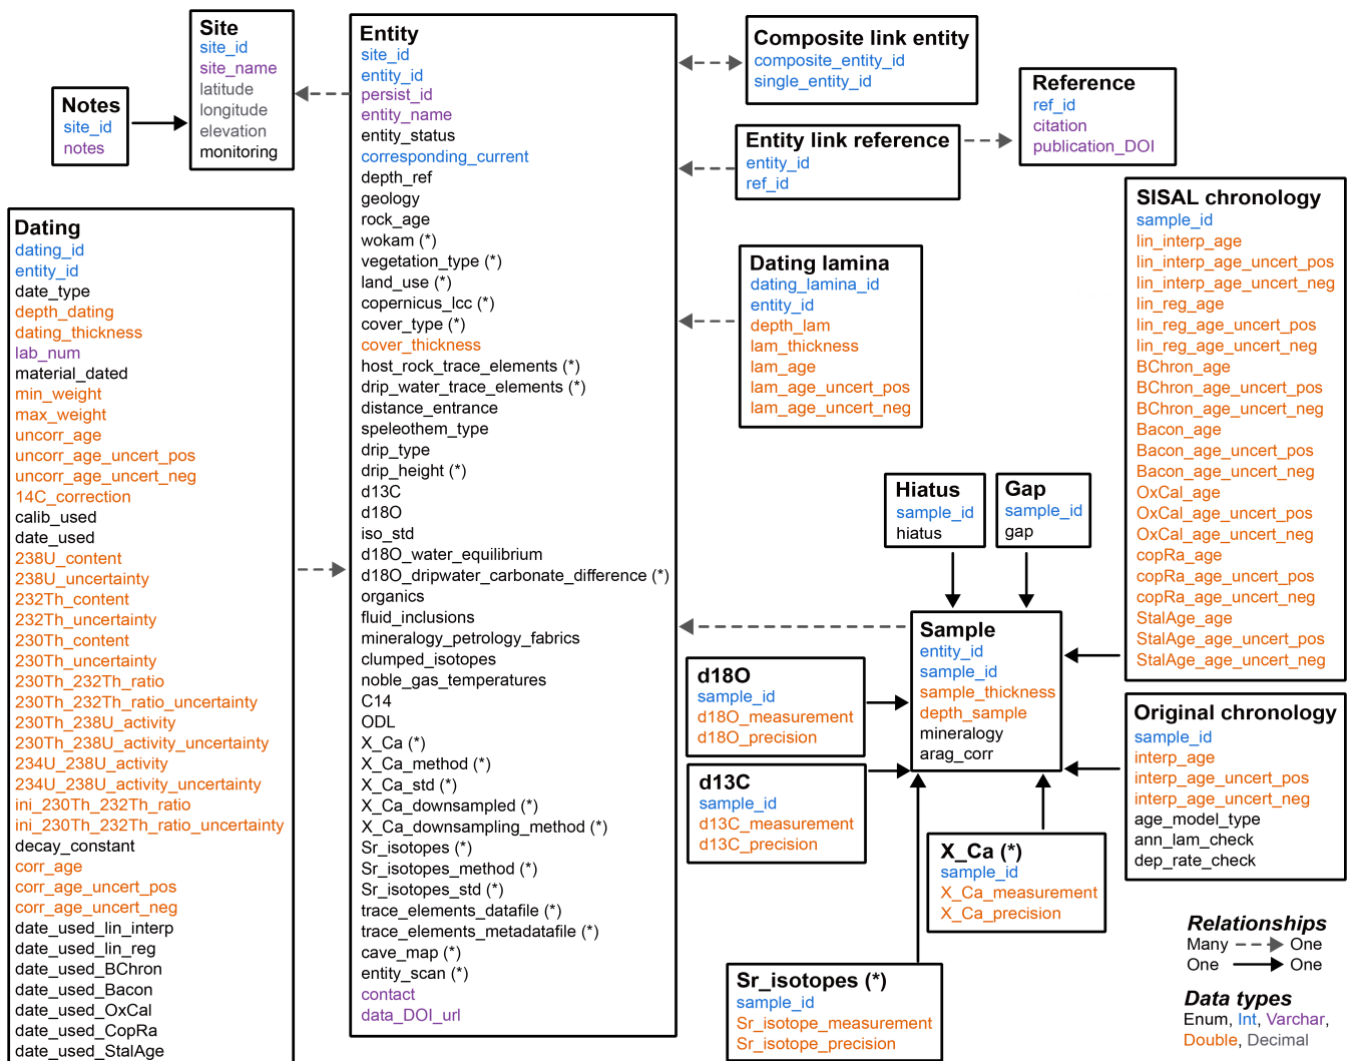 Site
site_id
site_name
latitude
longitude
elevation
monitoring
Notes
site_id
notes
Dating
dating_id
entity_id
date_type
depth_dating
dating_thickness
lab_num
material_dated
min_weight
max_weight
uncorr_age
uncorr_age_uncert_pos
uncorr_age_uncert_neg
14C_correction
calib_used
date_used
238U_content
238U_uncertainty
232Th_content
232Th_uncertainty
230Th_content
230Th_uncertainty
230Th_232Th_ratio
230Th_232Th_ratio_uncertainty
230Th_238U_activity
230Th_238U_activity_uncertainty
234U_238U_activity
234U_238U_activity_uncertainty
ini_230Th_232Th_ratio
ini_230Th_232Th_ratio_uncertainty
decay_constant
corr_age
corr_age_uncert_pos
corr_age_uncert_neg
date_used_lin_interp
date_used_lin_reg
date_used_BChron
date_used_Bacon
date_used_OxCal
date_used_CopRa
date_used_StalAge
Entity
site_id
entity_id
persist_id
entity_name
entity_status
corresponding_current
depth_ref
geology
rock_age
wokam (*)
vegetation_type (*)
land_use (*)
copernicus_lcc (*)
cover_type (*)
cover_thickness
host_rock_trace_elements (*)
drip_water_trace_elements (*)
distance_entrance
speleothem_type
drip_type
drip_height (*)
d13C
d18O
iso_std
d18O_water_equilibrium
d18O_dripwater_carbonate_difference (*)
organics
fluid_inclusions
mineralogy_petrology_fabrics
clumped_isotopes
noble_gas_temperatures
C14
ODL
X_Ca (*)
X_Ca_method (*)
X_Ca_std (*)
X_Ca_downsampled (*)
X_Ca_downsampling_method (*)
Sr_isotopes (*)
Sr_isotopes_method (*)
Sr_isotopes_std (*)
trace_elements_datafile (*)
trace_elements_metadatafile (*)
cave_map (*)
entity_scan (*)
contact
data_DOI_url
Composite link entity
composite_entity_id
single_entity_id
Entity link reference
entity_id
ref_id
Reference
ref_id
citation
publication_DOI
Dating lamina
dating_lamina_id
entity_id
depth_lam
lam_thickness
lam_age
lam_age_uncert_pos
lam_age_uncert_neg
SISAL chronology
sample_id
lin_interp_age
lin_interp_age_uncert_pos
lin_interp_age_uncert_neg
lin_reg_age
lin_reg_age_uncert_pos
lin_reg_age_uncert_neg
BChron_age
BChron_age_uncert_pos
BChron_age_uncert_neg
Bacon_age
Bacon_age_uncert_pos
Bacon_age_uncert_neg
OxCal_age
OxCal_age_uncert_pos
OxCal_age_uncert_neg
copRa_age
copRa_age_uncert_pos
copRa_age_uncert_neg
StalAge_age
StalAge_age_uncert_pos
StalAge_age_uncert_neg
Hiatus
sample_id
hiatus
Gap
sample_id
gap
Sample
entity_id
sample_id
sample_thickness
depth_sample
mineralogy
arag_corr
d18O
sample_id
d18O_measurement
d18O_precision
d13C
sample_id
d13C_measurement
d13C_precision
Original chronology
sample_id
interp_age
interp_age_uncert_pos
interp_age_uncert_neg
age_model_type
ann_lam_check
dep_rate_check
X_Ca (*)
sample_id
X_Ca_measurement
X_Ca_precision
Sr_isotopes (*)
sample_id
Sr_isotope_measurement
Sr_isotope_precision
Relationships
Many One
One One
Data types
Enum, Int, Varchar,
Double, Decimal